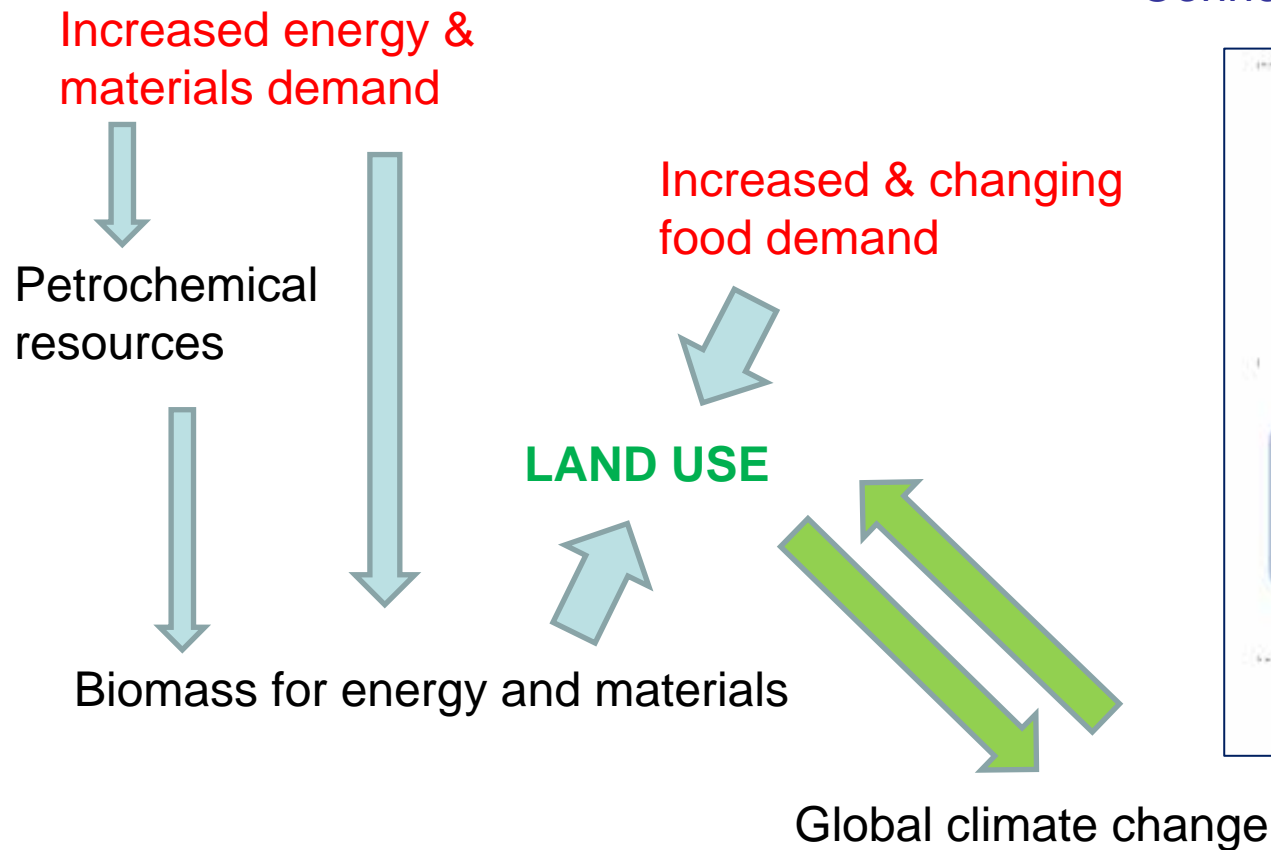 Increased energy &
materials demand
Increased & changing
food demand
Petrochemical
resources
LAND USE
Biomass for energy and materials
Global climate change